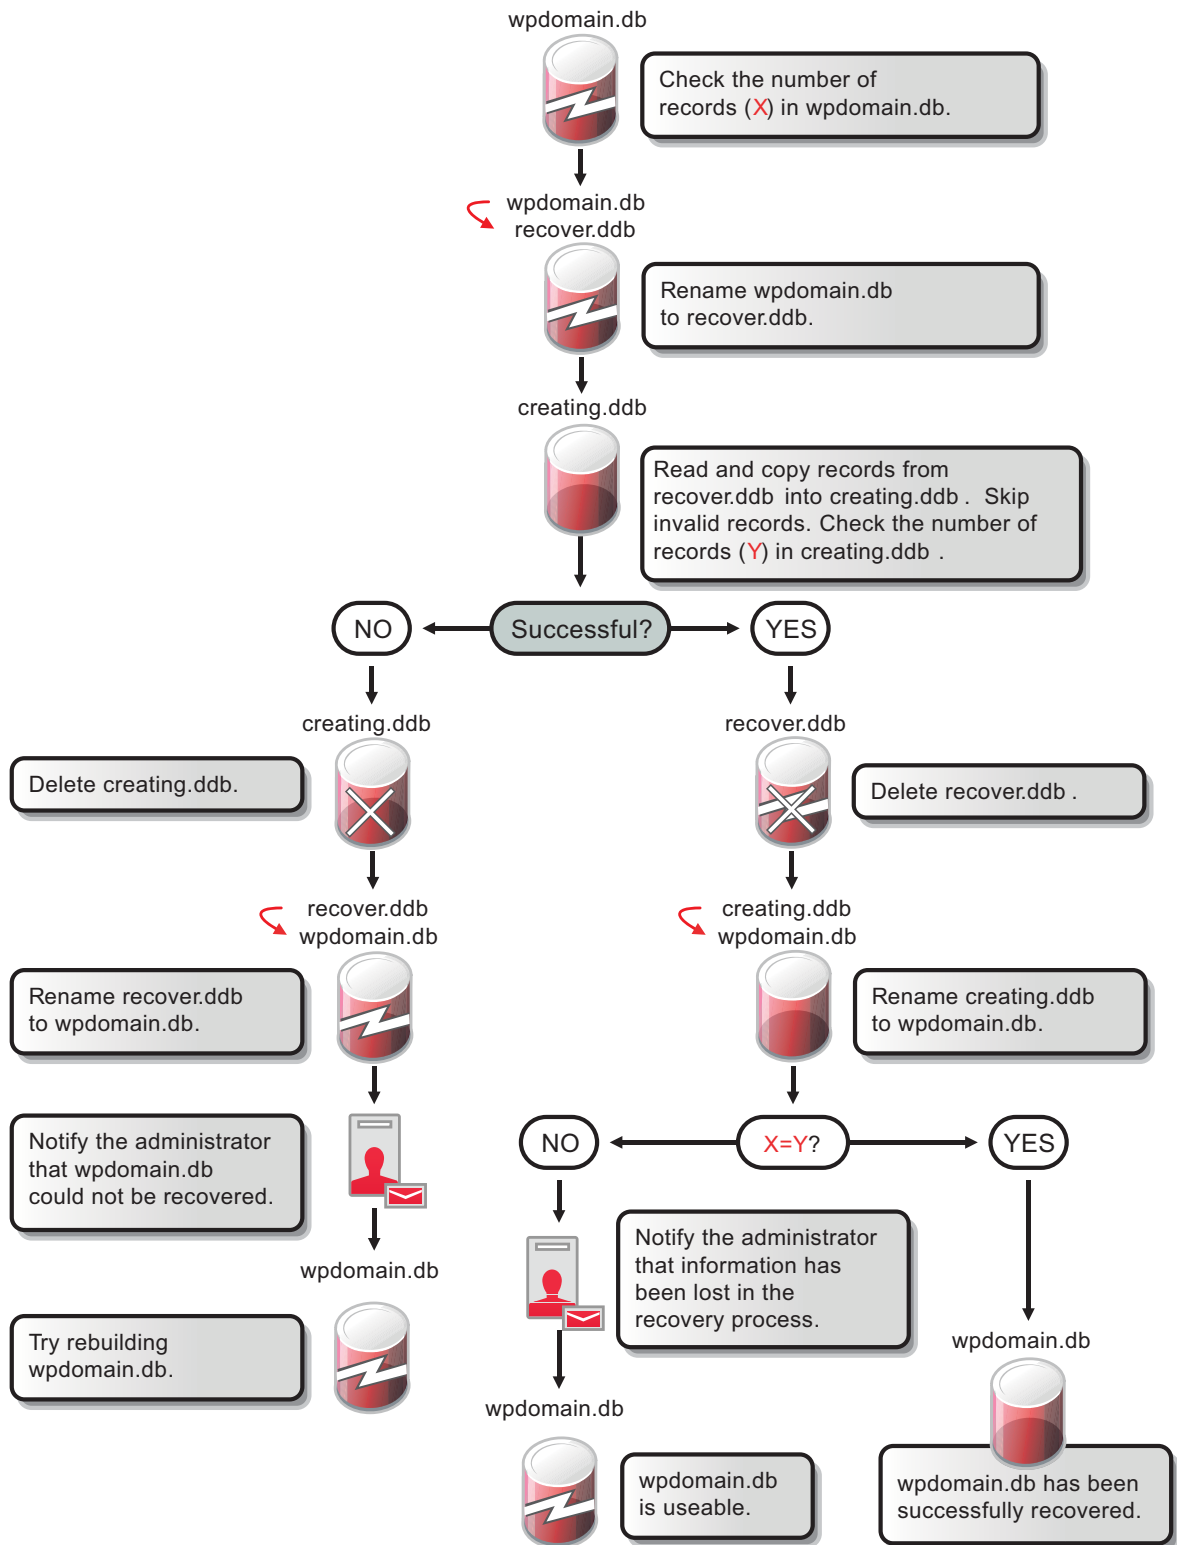 wpdomain.db
Check the number of
records (X) in wpdomain.db.
wpdomain.db
recover.ddb
Rename wpdomain.db
to recover.ddb.
creating.ddb
Read and copy records from
recover.ddb into creating.ddb . Skip
invalid records. Check the number of
records (Y) in creating.ddb .
NO
Successful?
YES
creating.ddb
Delete creating.ddb.
recover.ddb
wpdomain.db
Rename recover.ddb
to wpdomain.db.
Notify the administrator
that wpdomain.db
could not be recovered.
wpdomain.db
Try rebuilding
wpdomain.db.
recover.ddb
Delete recover.ddb .
creating.ddb
wpdomain.db
Rename creating.ddb
to wpdomain.db.
NO
X=Y?
YES
Notify the administrator
that information has
been lost in the
recovery process.
wpdomain.db
wpdomain.db
is useable.
wpdomain.db
wpdomain.db has been
successfully recovered.